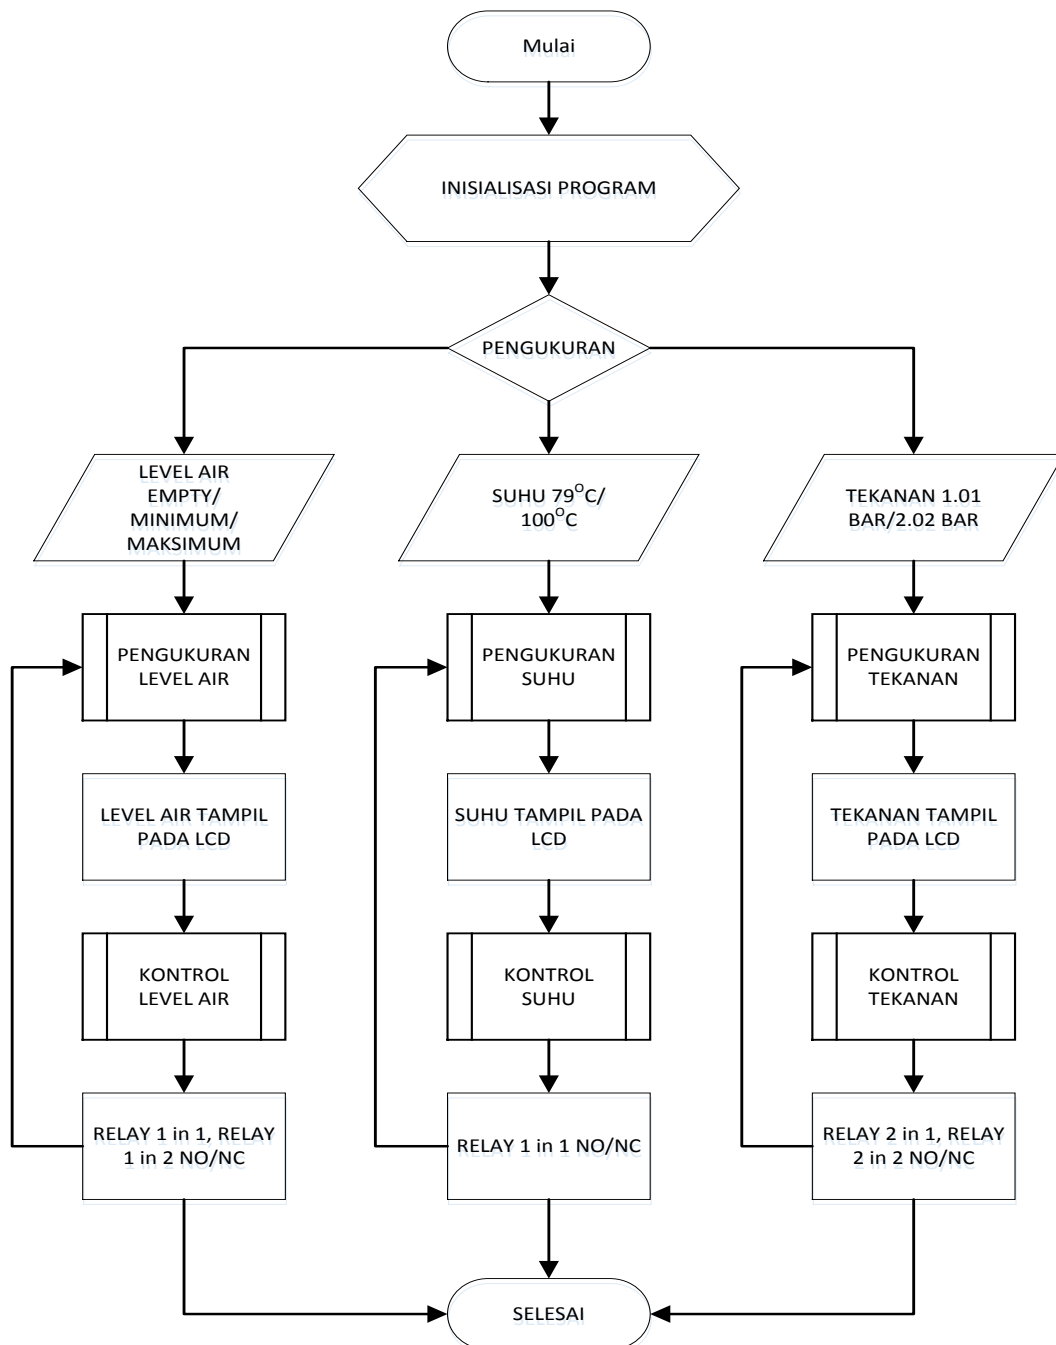 Mulai
INISIALISASI PROGRAM
PENGUKURAN
LEVEL AIR
EMPTY/
MINIMUM/
MAKSIMUM
SUHU 79°C/
100°C
TEKANAN 1.01
BAR/2.02 BAR
PENGUKURAN
LEVEL AIR
PENGUKURAN
SUHU
PENGUKURAN
TEKANAN
LEVEL AIR TAMPIL
PADA LCD
SUHU TAMPIL PADA
LCD
TEKANAN TAMPIL
PADA LCD
KONTROL
LEVEL AIR
KONTROL
SUHU
KONTROL
TEKANAN
RELAY 1 in 1, RELAY
1 in 2 NO/NC
RELAY 1 in 1 NO/NC
RELAY 2 in 1, RELAY
2 in 2 NO/NC
SELESAI